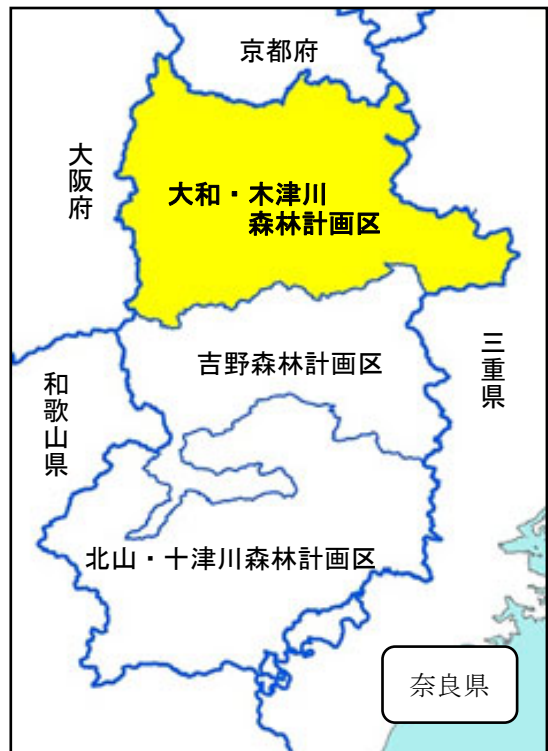 京都府
大阪府
大和・木津川
森林計画区
吉野森林計画区
三重県
和歌山県
北山・十津川森林計画区
奈良県